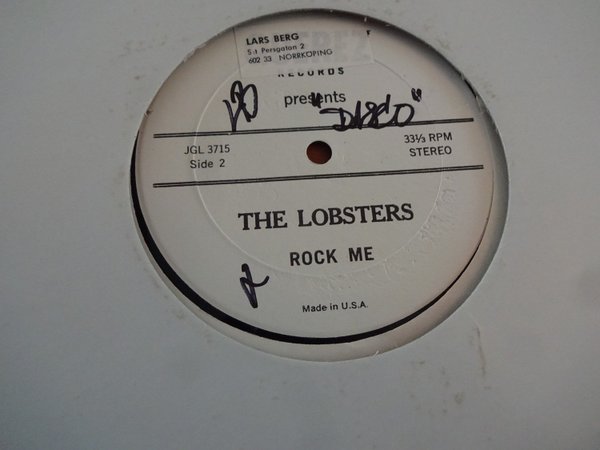 LARS BERG
S:t Persgatan 2
602 33 NORRKÖPING
RECORDS
presents "DISCO"
JGL 3715
Side 2
33⅓ RPM
STEREO
THE LOBSTERS
ROCK ME
Made in U.S.A.